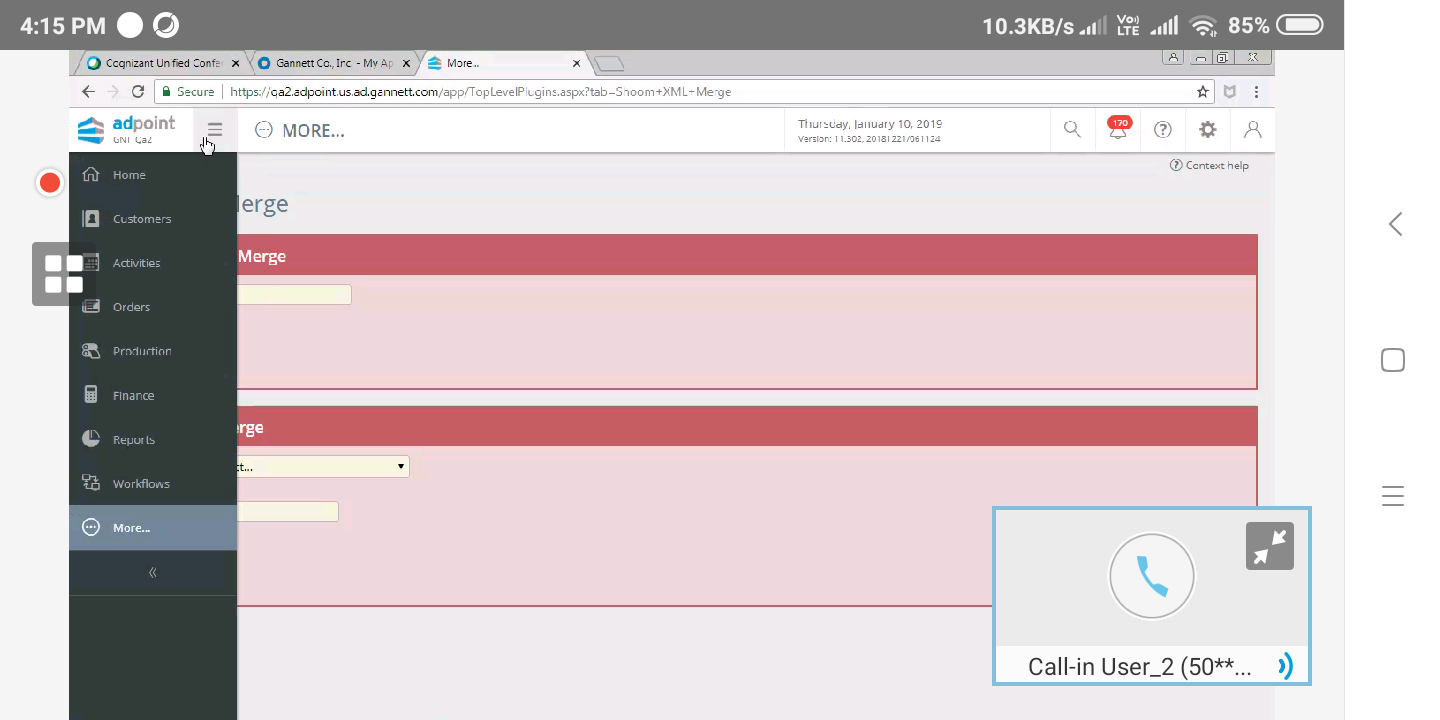 4:15 PM
10.3KB/s Vo) LTE 85%
Cognizant Unified Confe
Gannett Co., Inc. - My Ap
More...
Secure | https://qa2.adpoint.us.ad.gannett.com/app/TopLevelPlugins.aspx?tab=Shoom+XML+Merge
adpoint
GNT Qa2
MORE...
Thursday, January 10, 2019
Version: 11.302, 20181221/061124
170
Context help
Home
Customers
Activities
Orders
Production
Finance
Reports
Workflows
More...
erge
Merge
erge
ct...
Call-in User_2 (50**...